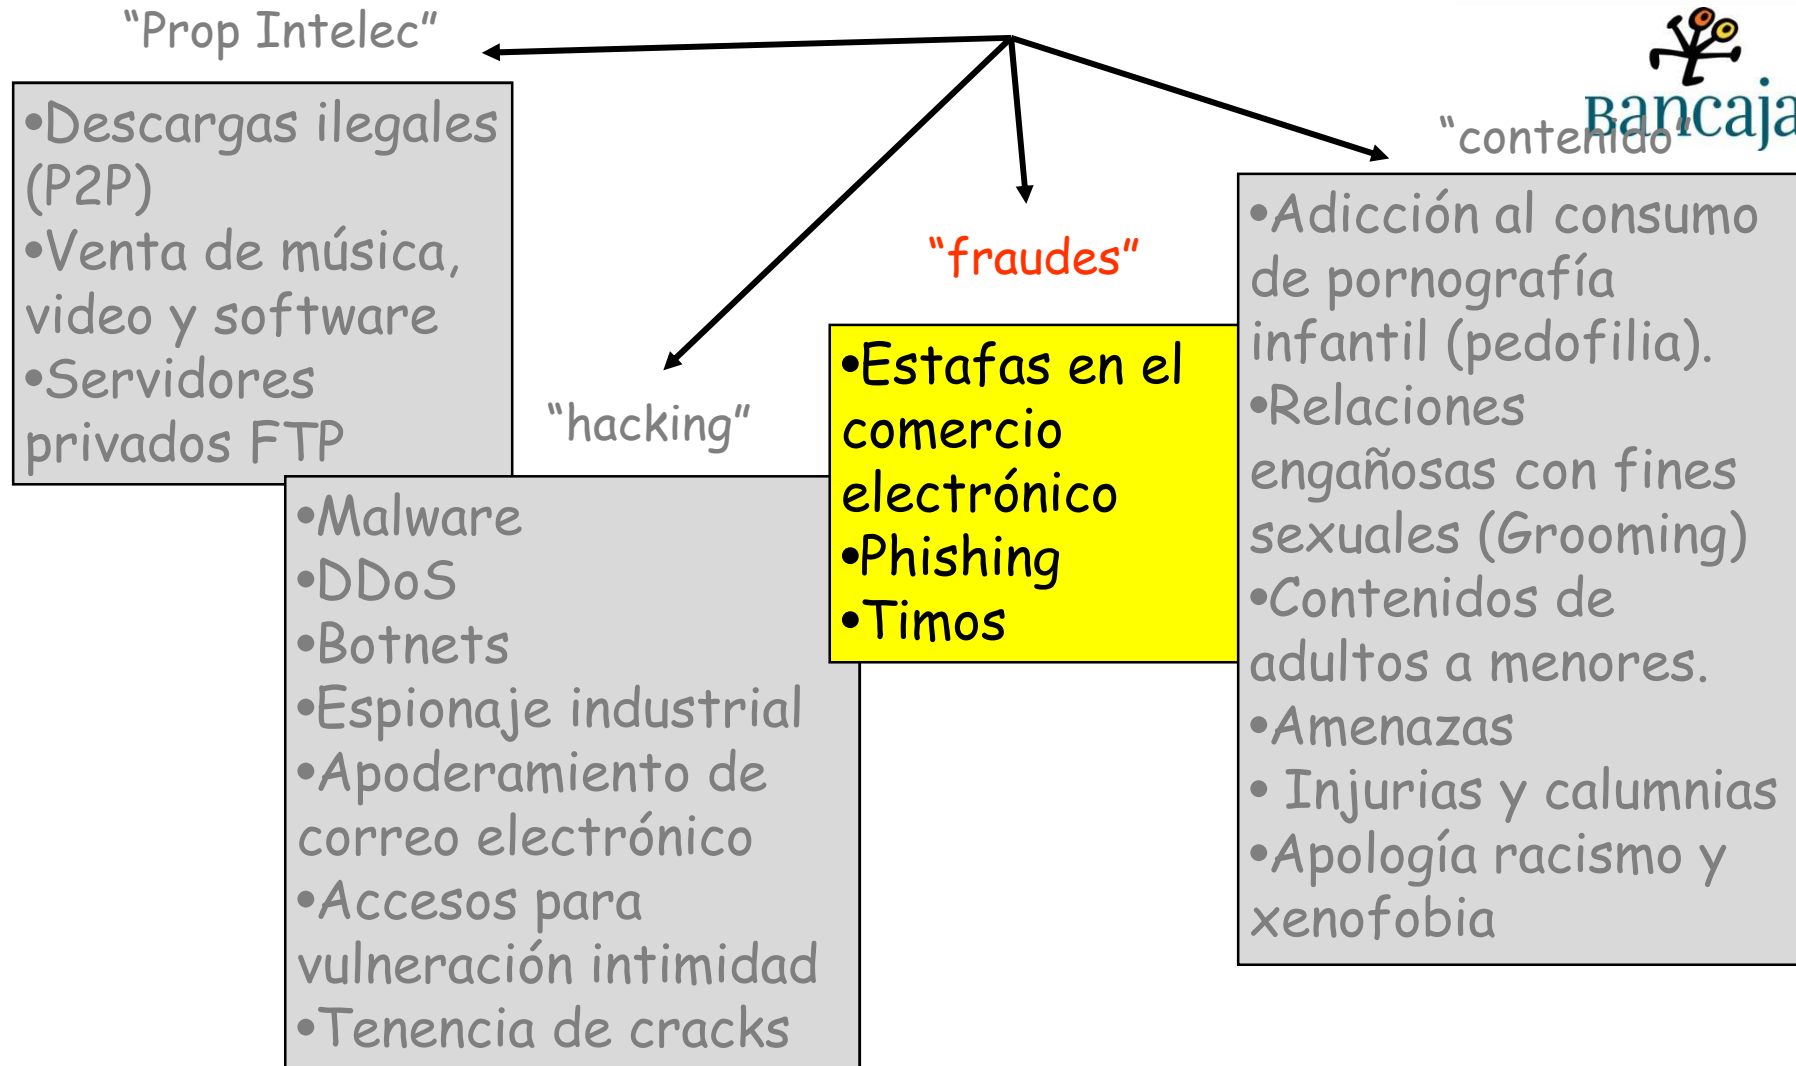 “Prop Intelec”
•Descargas ilegales
(P2P)
•Venta de música,
video y software
•Servidores
privados FTP
“hacking”
•Malware
•DDoS
•Botnets
•Espionaje industrial
•Apoderamiento de
correo electrónico
•Accesos para
vulneración intimidad
•Tenencia de cracks
“fraudes”
•Estafas en el
comercio
electrónico
•Phishing
•Timos
Bancaja
“contenido”
•Adicción al consumo
de pornografía
infantil (pedofilia).
•Relaciones
engañosas con fines
sexuales (Grooming)
•Contenidos de
adultos a menores.
•Amenazas
• Injurias y calumnias
•Apología racismo y
xenofobia